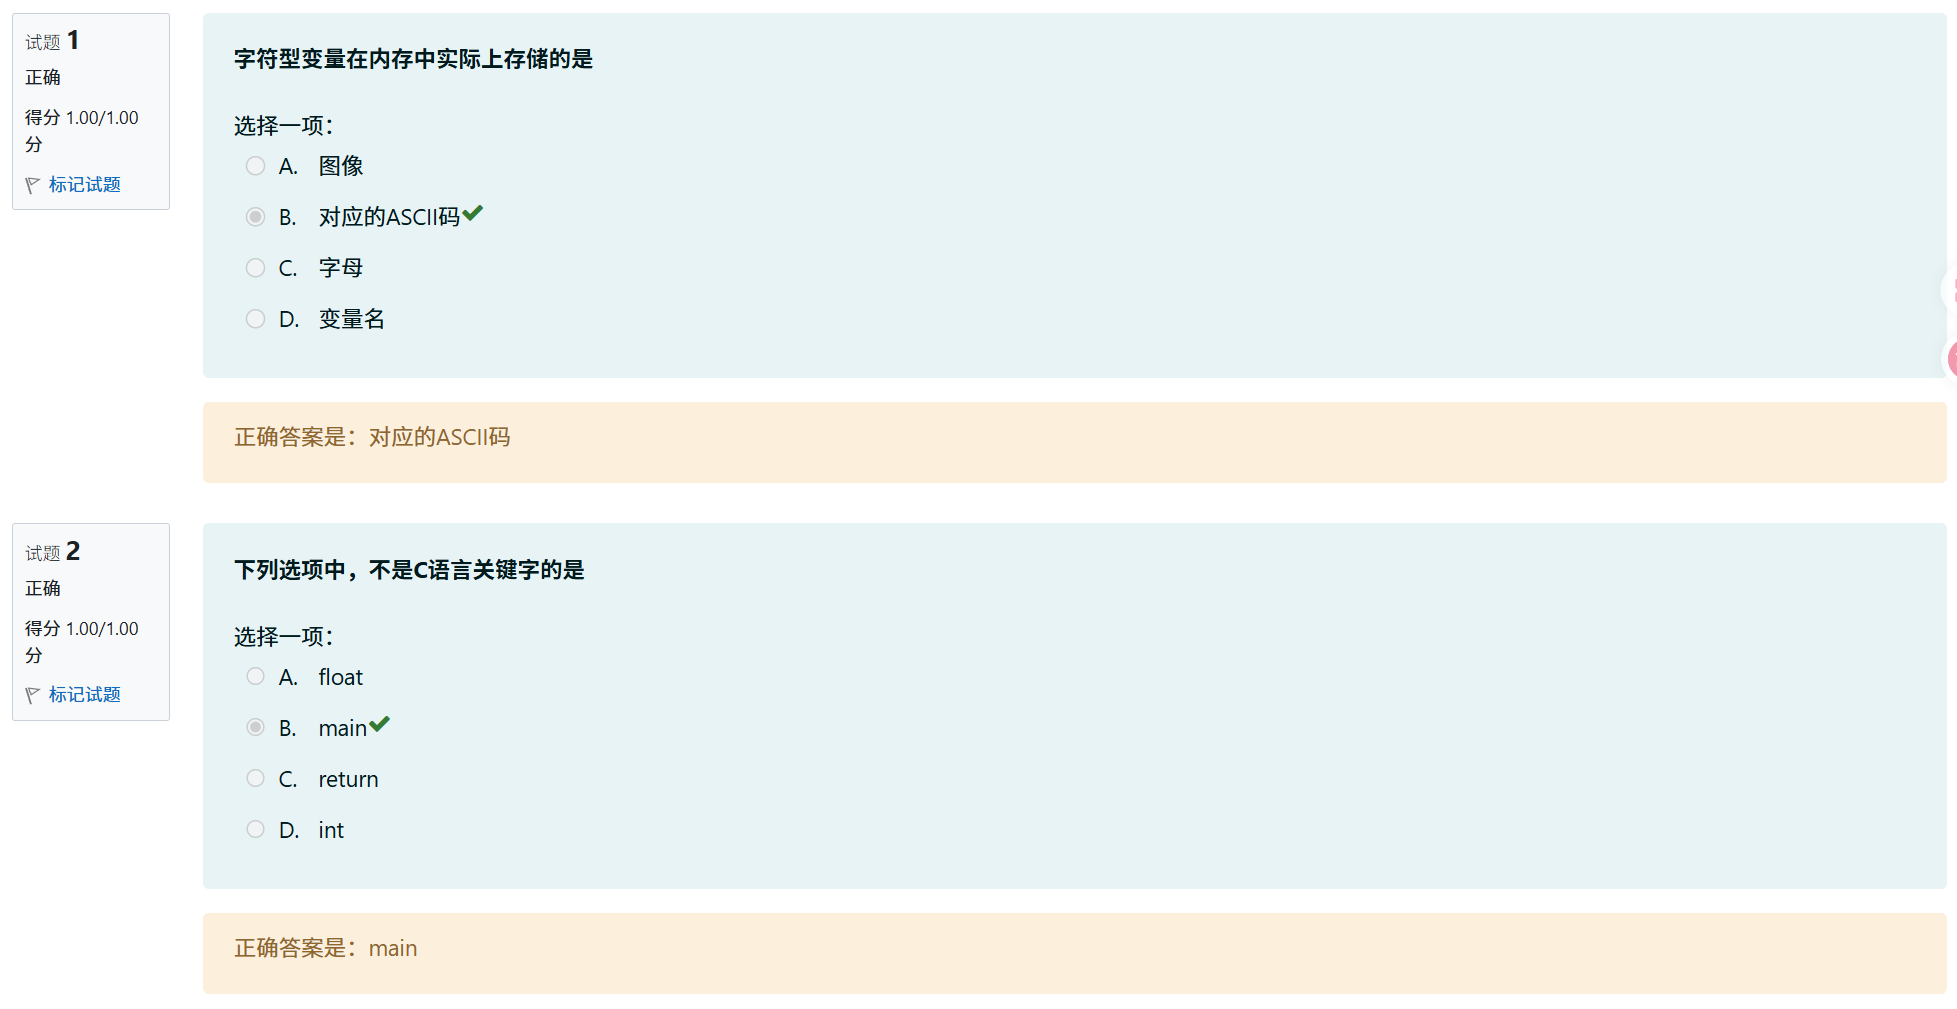 试题 1
正确
得分 1.00/1.00
分
标记试题
字符型变量在内存中实际上存储的是
选择一项：
A. 图像
B. 对应的ASCII码
C. 字母
D. 变量名
正确答案是：对应的ASCII码
试题 2
正确
得分 1.00/1.00
分
标记试题
下列选项中，不是C语言关键字的是
选择一项：
A. float
B. main
C. return
D. int
正确答案是：main